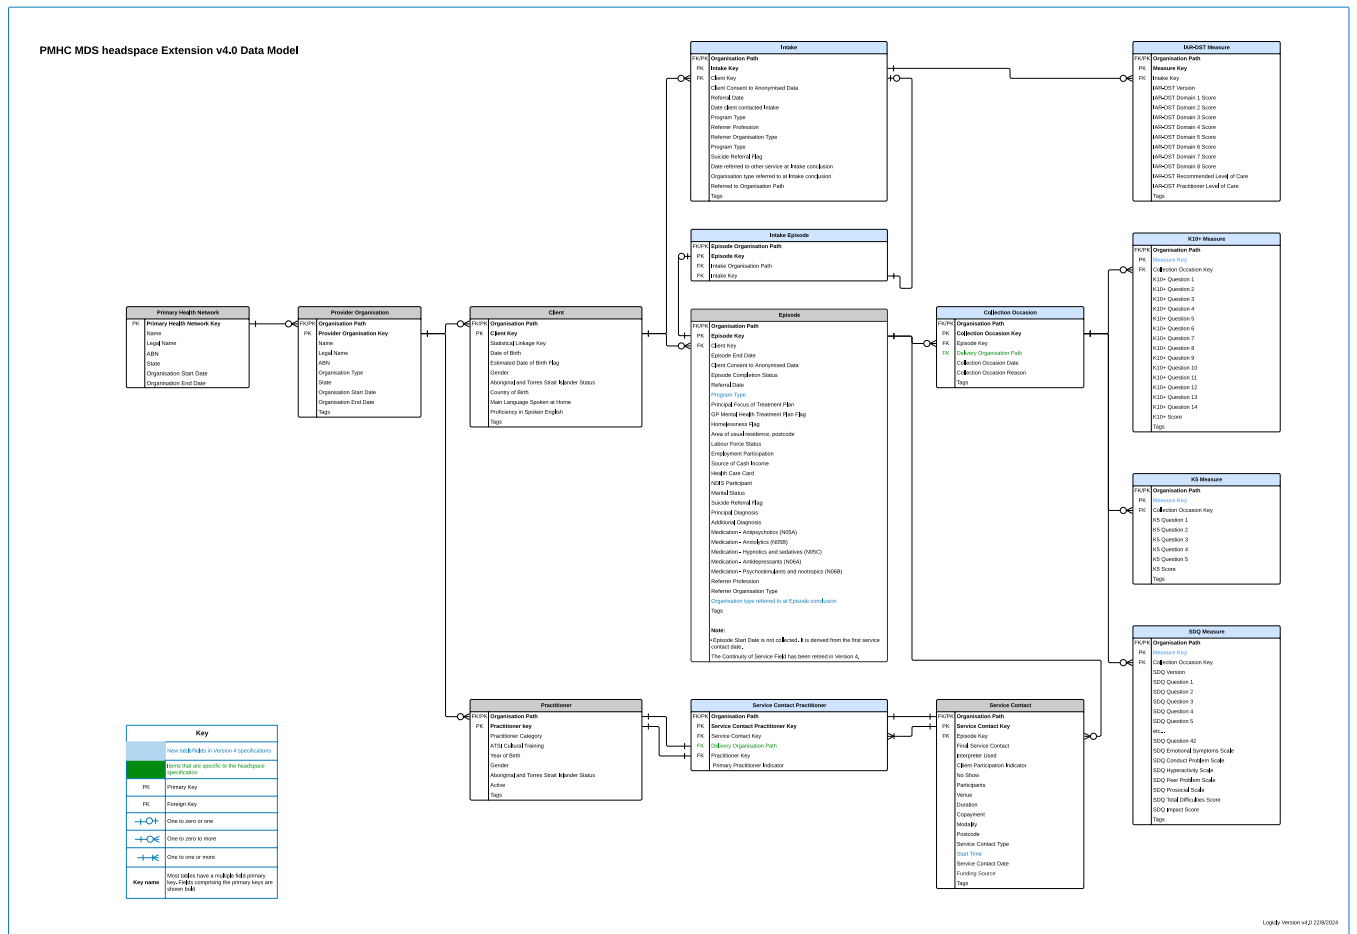 PMHC MDS headspace Extension v4.0 Data Model
Intake
FK/PK Organisation Path
PK Intake Key
FK Client Key
Client Consent to Anonymised Data
Referral Date
Date client contacted Intake
Program Type
Referrer Profession
Referrer Organisation Type
Program Type
Suicide Referral Flag
Date referred to other service at Intake conclusion
Organisation type referred to at Intake conclusion
Referred to Organisation Path
Tags
IAR-DST Measure
FK/PK Organisation Path
PK Measure Key
FK Intake Key
IAR-DST Version
IAR-DST Domain 1 Score
IAR-DST Domain 2 Score
IAR-DST Domain 3 Score
IAR-DST Domain 4 Score
IAR-DST Domain 5 Score
IAR-DST Domain 6 Score
IAR-DST Domain 7 Score
IAR-DST Domain 8 Score
IAR-DST Recommended Level of Care
IAR-DST Practitioner Level of Care
Tags
Intake Episode
FK/PK Episode Organisation Path
PK Episode Key
FK Intake Organisation Path
FK Intake Key
K10+ Measure
FK/PK Organisation Path
PK Measure Key
FK Collection Occasion Key
K10+ Question 1
K10+ Question 2
K10+ Question 3
K10+ Question 4
K10+ Question 5
K10+ Question 6
K10+ Question 7
K10+ Question 8
K10+ Question 9
K10+ Question 10
K10+ Question 11
K10+ Question 12
K10+ Question 13
K10+ Question 14
K10+ Score
Tags
Primary Health Network
PK Primary Health Network Key
Name
Legal Name
ABN
State
Organisation Start Date
Organisation End Date
Provider Organisation
FK/PK Organisation Path
PK Provider Organisation Key
Name
Legal Name
ABN
Organisation Type
State
Organisation Start Date
Organisation End Date
Tags
Client
FK/PK Organisation Path
PK Client Key
Statistical Linkage Key
Date of Birth
Estimated Date of Birth Flag
Gender
Aboriginal and Torres Strait Islander Status
Country of Birth
Main Language Spoken at Home
Proficiency in Spoken English
Tags
Episode
FK/PK Organisation Path
PK Episode Key
FK Client Key
Episode End Date
Client Consent to Anonymised Data
Episode Completion Status
Referral Date
Program Type
Principal Focus of Treatment Plan
GP Mental Health Treatment Plan Flag
Homelessness Flag
Area of usual residence, postcode
Labour Force Status
Employment Participation
Source of Cash Income
Health Care Card
NDIS Participant
Marital Status
Suicide Referral Flag
Principal Diagnosis
Additional Diagnosis
Medication - Antipsychotics (N05A)
Medication - Anxiolytics (N05B)
Medication - Hypnotics and sedatives (N05C)
Medication - Antidepressants (N06A)
Medication - Psychostimulants and nootropics (N06B)
Referrer Profession
Referrer Organisation Type
Organisation type referred to at Episode conclusion
Tags
Note:
• Episode Start Date is not collected. It is derived from the first service
contact date.
The Continuity of Service Field has been retired in Version 4.
Collection Occasion
FK/PK Organisation Path
PK Collection Occasion Key
FK Episode Key
FK Delivery Organisation Path
Collection Occasion Date
Collection Occasion Reason
Tags
K5 Measure
FK/PK Organisation Path
PK Measure Key
FK Collection Occasion Key
K5 Question 1
K5 Question 2
K5 Question 3
K5 Question 4
K5 Question 5
K5 Score
Tags
SDQ Measure
FK/PK Organisation Path
PK Measure Key
FK Collection Occasion Key
SDQ Version
SDQ Question 1
SDQ Question 2
SDQ Question 3
SDQ Question 4
SDQ Question 5
etc...
SDQ Question 42
SDQ Emotional Symptoms Scale
SDQ Conduct Problem Scale
SDQ Hyperactivity Scale
SDQ Peer Problem Scale
SDQ Prosocial Scale
SDQ Total Difficulties Score
SDQ Impact Score
Tags
Practitioner
FK/PK Organisation Path
PK Practitioner key
Practitioner Category
ATSI Cultural Training
Year of Birth
Gender
Aboriginal and Torres Strait Islander Status
Active
Tags
Service Contact Practitioner
FK/PK Organisation Path
PK Service Contact Practitioner Key
FK Service Contact Key
FK Delivery Organisation Path
FK Practitioner Key
Primary Practitioner Indicator
Service Contact
FK/PK Organisation Path
PK Service Contact Key
FK Episode Key
Final Service Contact
Interpreter Used
Client Participation Indicator
No Show
Participants
Venue
Duration
Copayment
Modality
Postcode
Service Contact Type
Start Time
Service Contact Date
Funding Source
Tags
Key
New table/fields in Version 4 specifications
Items that are specific to the headspace
specification
PK Primary Key
FK Foreign Key
One to zero or one
One to zero to more
One to one or more
Key name
Most tables have a multiple field primary
key. Fields comprising the primary keys are
shown bold
Logicly Version v4.0 22/8/2024